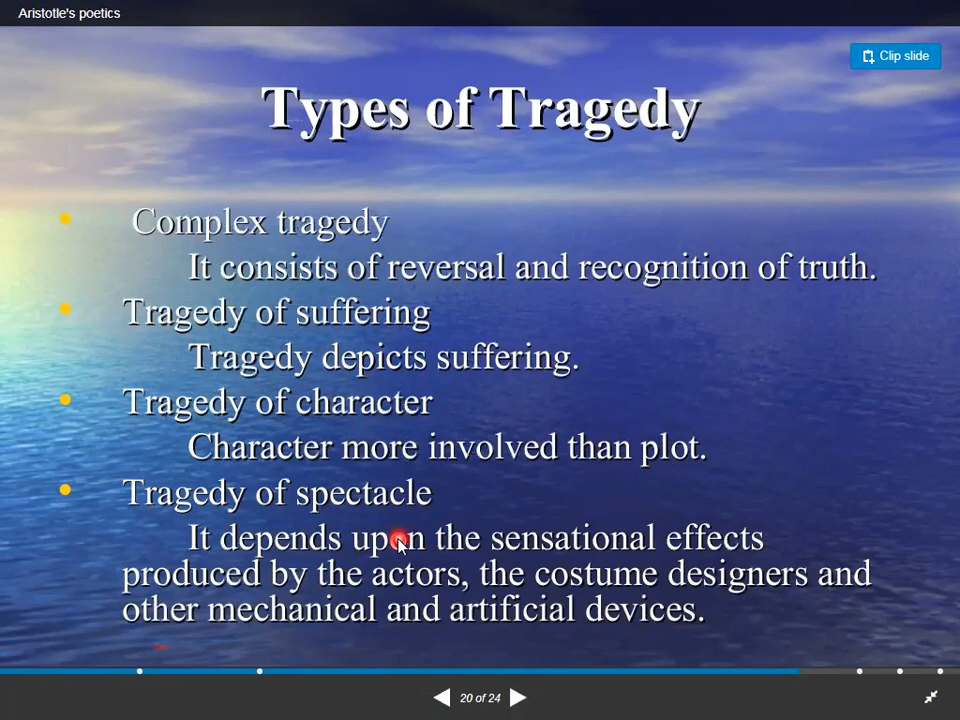 Aristotle's poetics
Clip slide
Types of Tragedy
Complex tragedy
It consists of reversal and recognition of truth.
Tragedy of suffering
Tragedy depicts suffering.
Tragedy of character
Character more involved than plot.
Tragedy of spectacle
It depends upon the sensational effects
produced by the actors, the costume designers and
other mechanical and artificial devices.
20 of 24